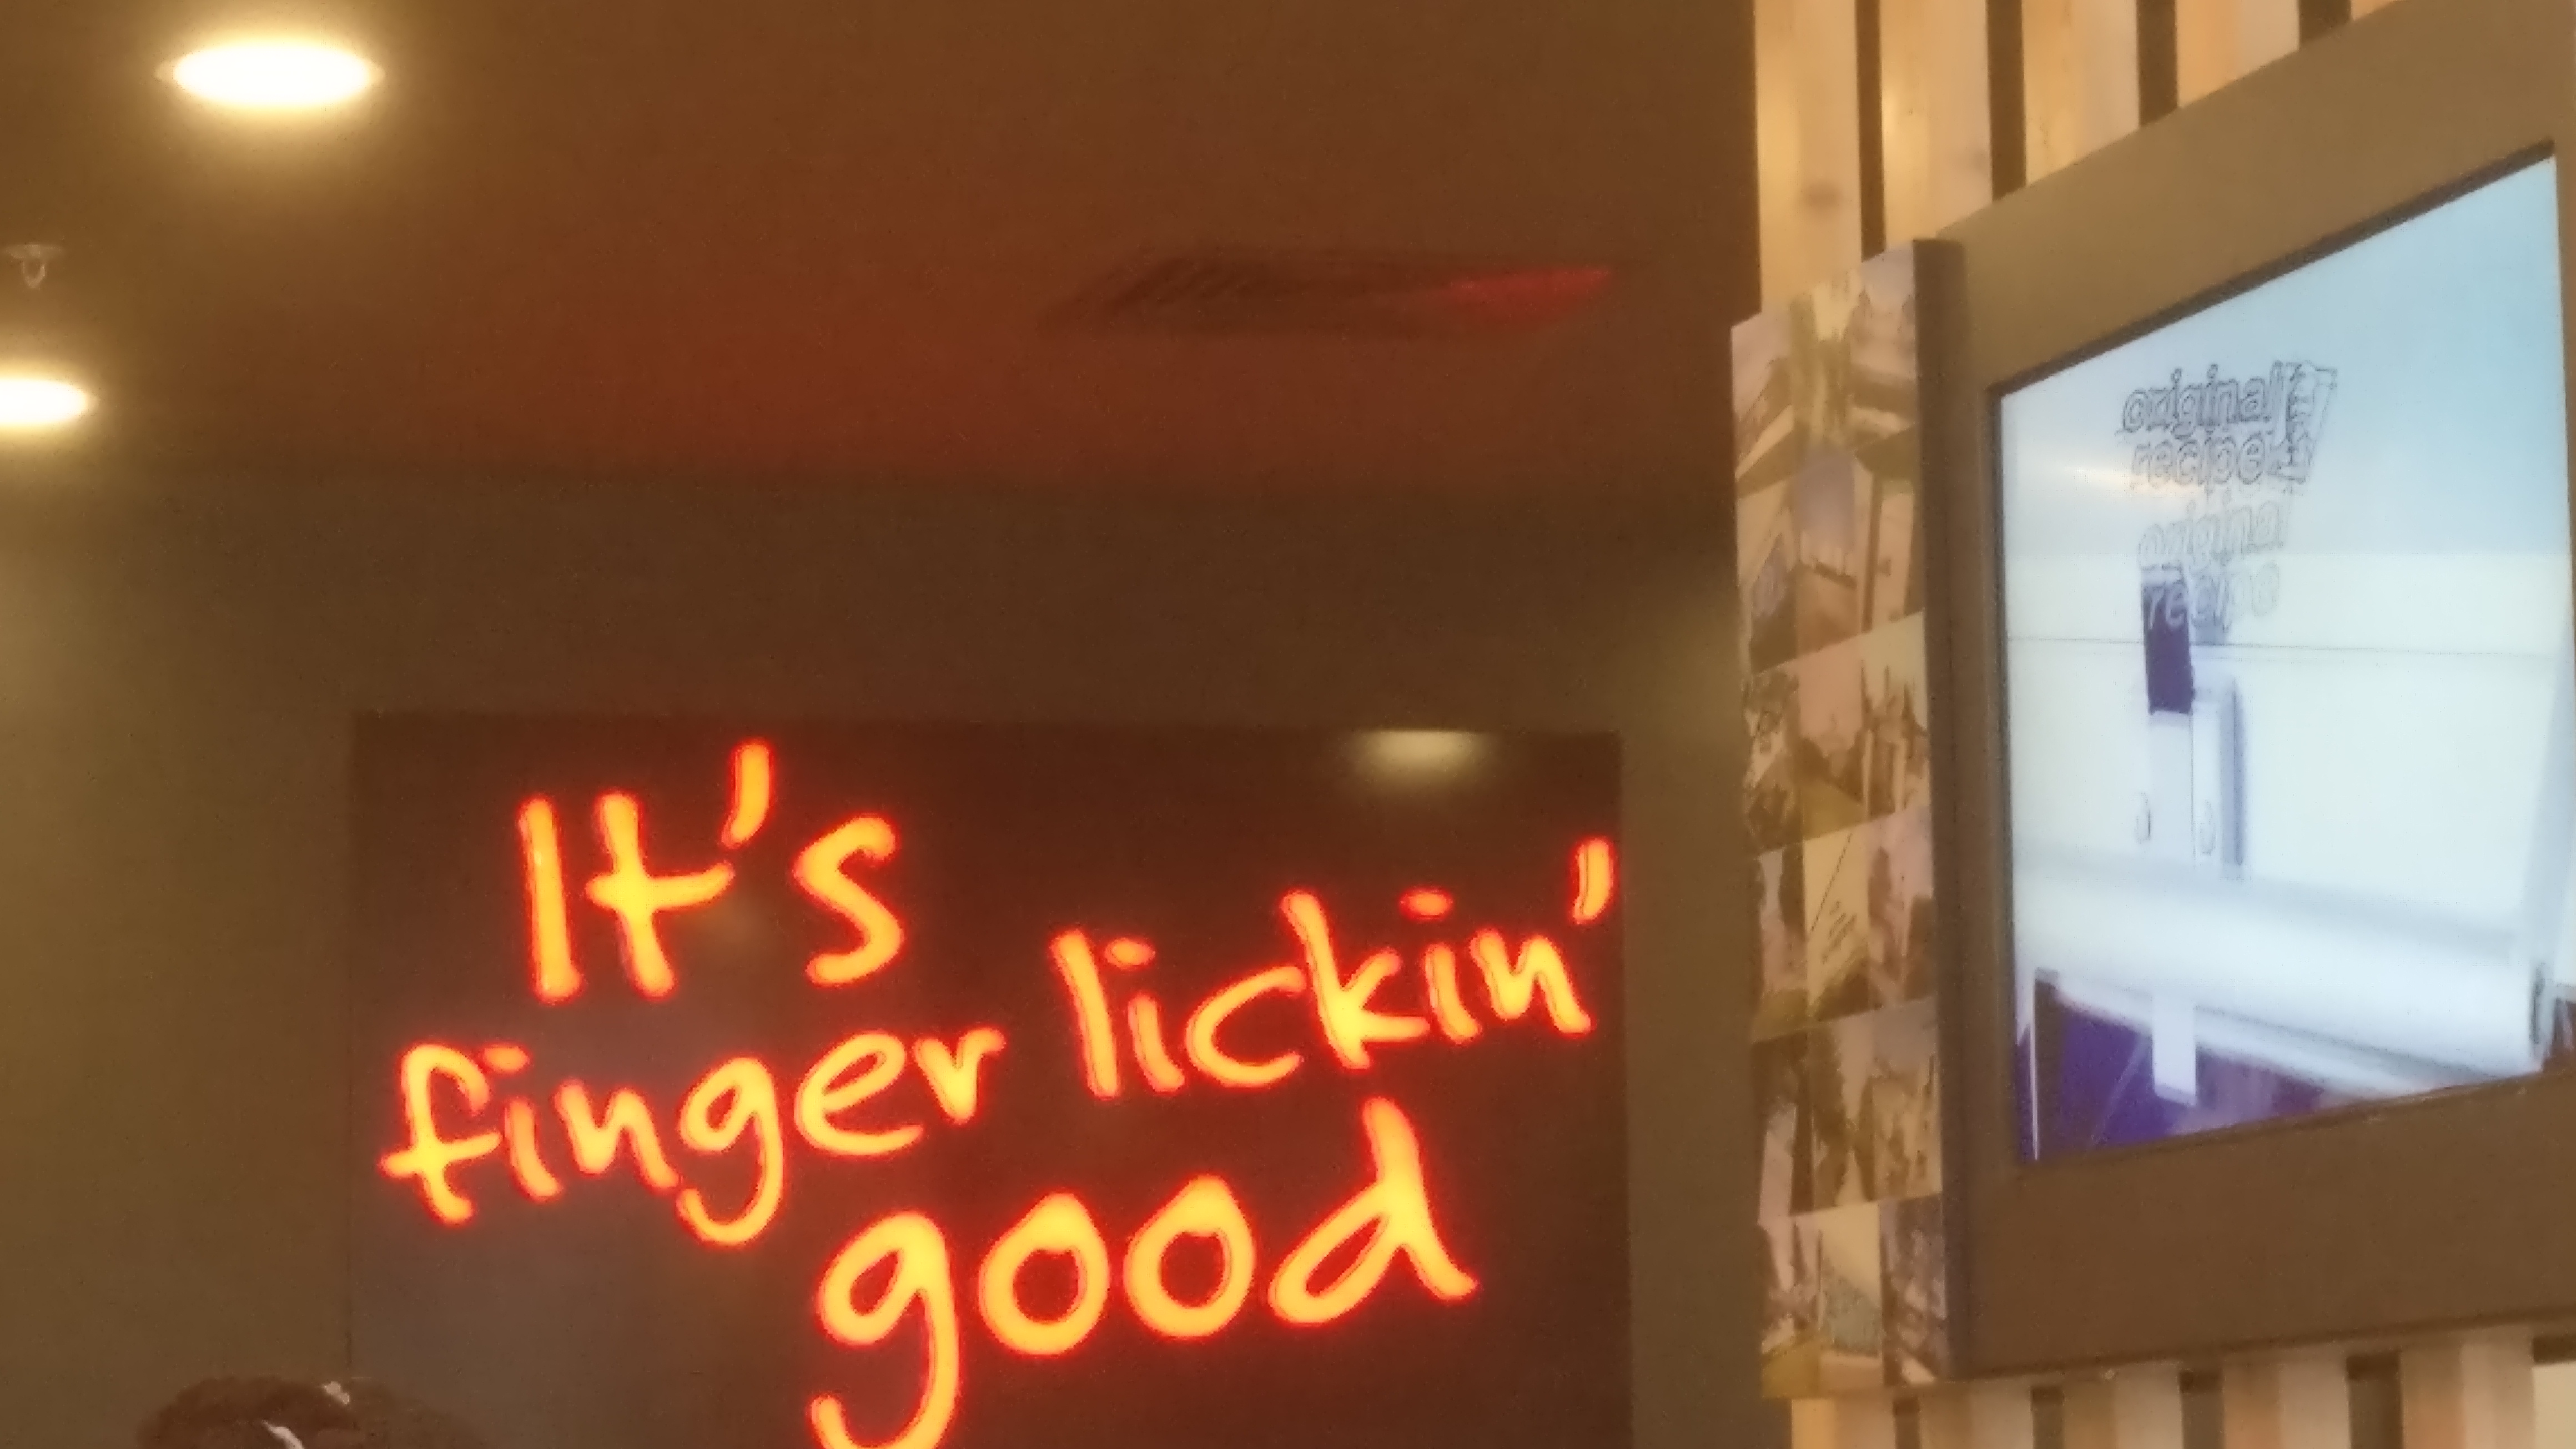 It's
finger lickin'
good
original
recipe
original
recipe